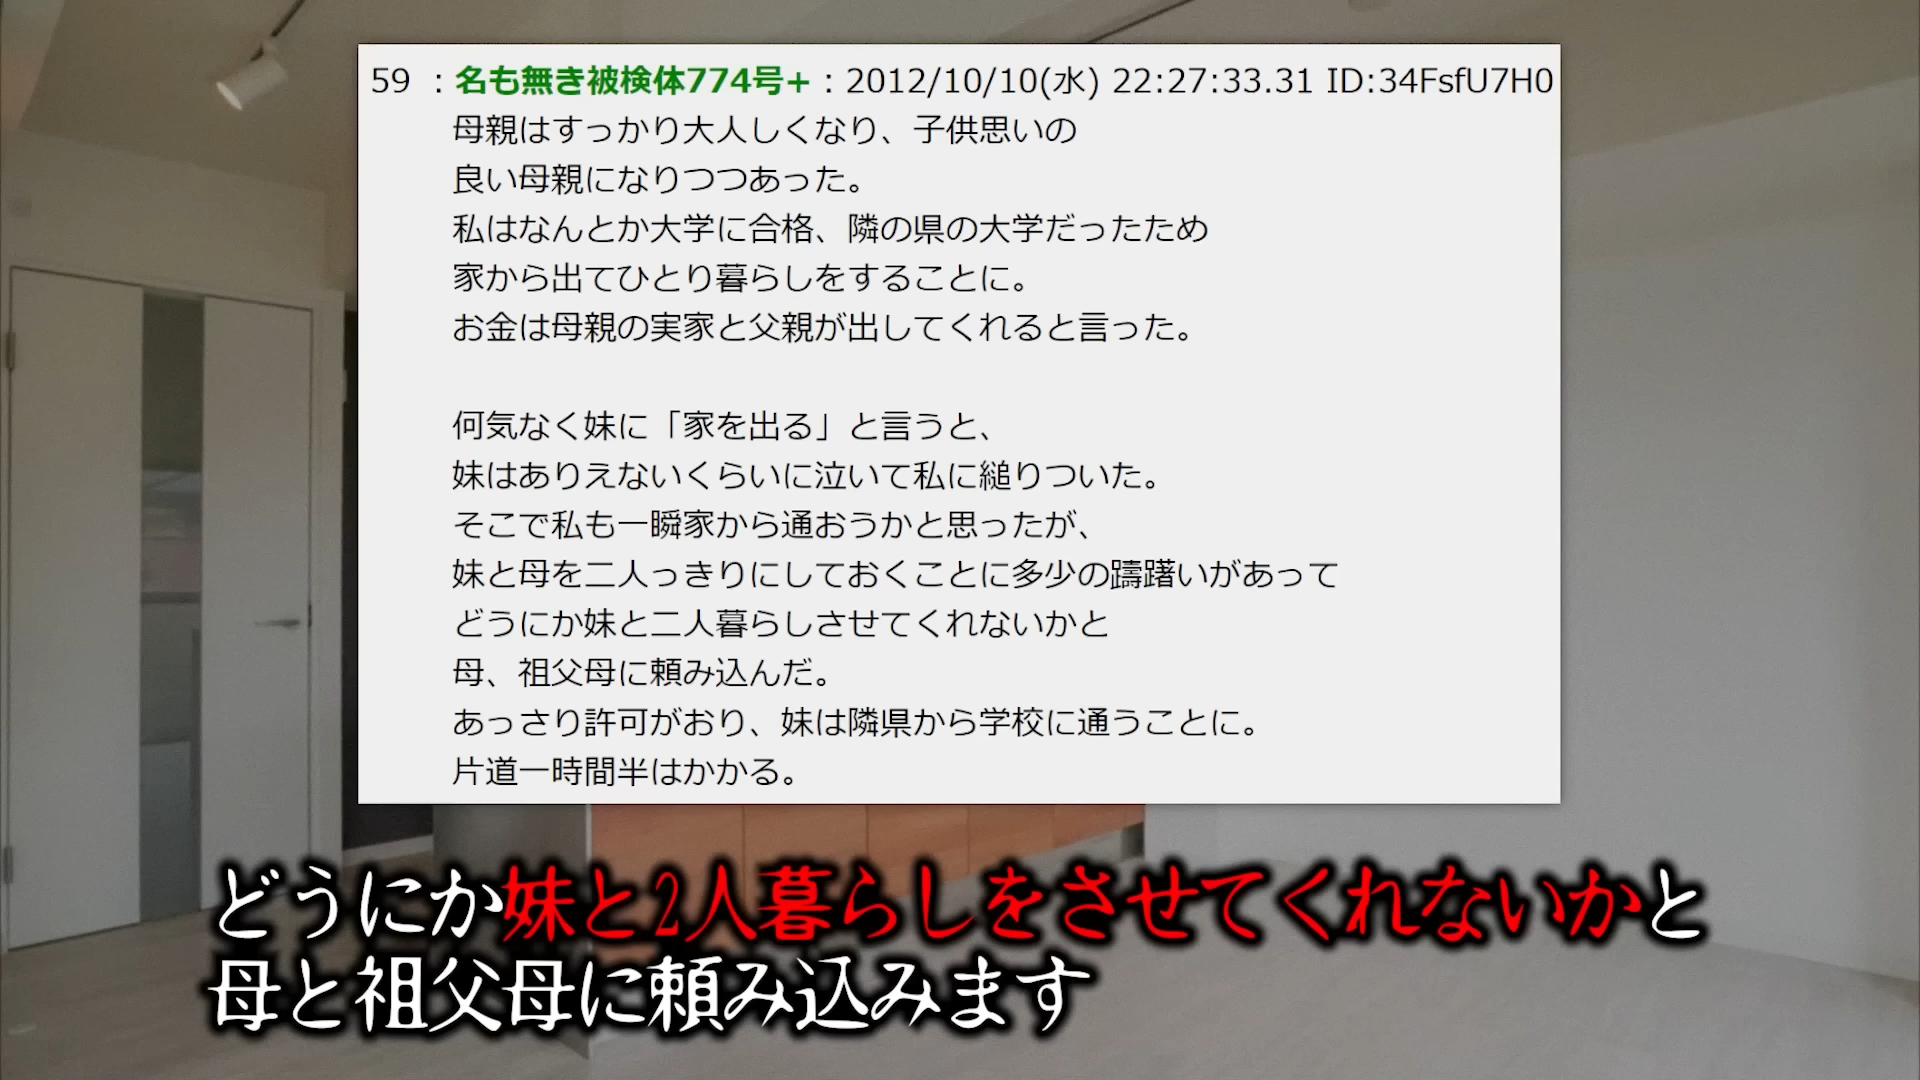 59 ：名も無き被検体774号+：2012/10/10(水) 22:27:33.31 ID:34FsfU7H0
母親はすっかり大人しくなり、子供思いの
良い母親になりつつあった。
私はなんとか大学に合格、隣の県の大学だったため
家から出てひとり暮らしをすることに。
お金は母親の実家と父親が出してくれると言った。
何気なく妹に「家を出る」と言うと、
妹はありえないくらいに泣いて私に縋りついた。
そこで私も一瞬家から通おうかと思ったが、
妹と母を二人っきりにしておくことに多少の躊躇いがあって
どうにか妹と二人暮らしさせてくれないかと
母、祖父母に頼み込んだ。
あっさり許可がおり、妹は隣県から学校に通うことに。
片道一時間半はかかる。
どうにか妹と2人暮らしをさせてくれないかと
母と祖父母に頼み込みます